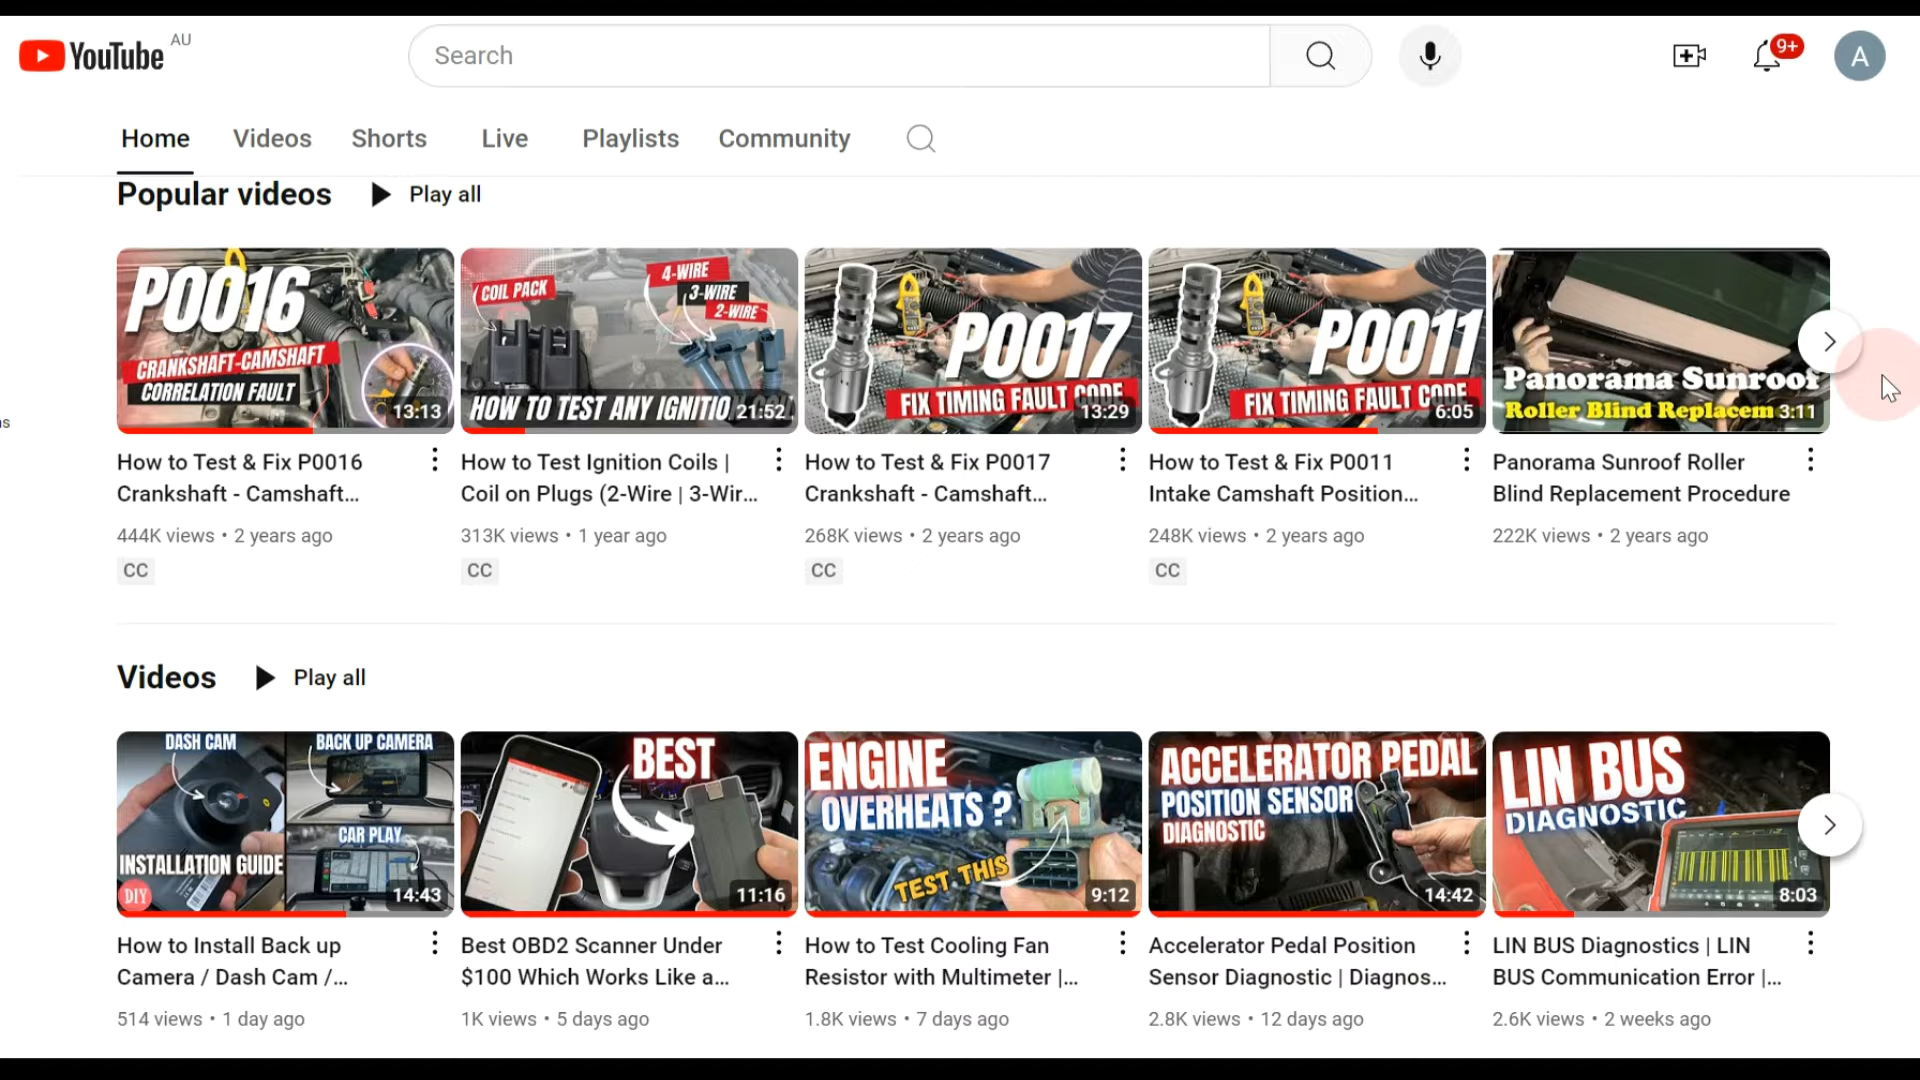 YouTube AU
Search
9+
A
Home Videos Shorts Live Playlists Community
Popular videos Play all
P0016
CRANKSHAFT-CAMSHAFT
CORRELATION FAULT
13:13
COIL PACK
4-WIRE
3-WIRE
2-WIRE
HOW TO TEST ANY IGNITIO
21:52
P0017
FIX TIMING FAULT CODE
13:29
P0011
FIX TIMING FAULT CODE
6:05
Panorama Sunroof
Roller Blind Replacem
3:11
How to Test & Fix P0016
Crankshaft - Camshaft...
444K views • 2 years ago
CC
How to Test Ignition Coils |
Coil on Plugs (2-Wire | 3-Wir...
313K views • 1 year ago
CC
How to Test & Fix P0017
Crankshaft - Camshaft...
268K views • 2 years ago
CC
How to Test & Fix P0011
Intake Camshaft Position...
248K views • 2 years ago
CC
Panorama Sunroof Roller
Blind Replacement Procedure
222K views • 2 years ago
Videos Play all
DASH CAM
BACK UP CAMERA
CAR PLAY
INSTALLATION GUIDE
DIY
14:43
BEST
11:16
ENGINE
OVERHEATS ?
TEST THIS
9:12
ACCELERATOR PEDAL
POSITION SENSOR
DIAGNOSTIC
14:42
LIN BUS
DIAGNOSTIC
8:03
How to Install Back up
Camera / Dash Cam /...
514 views • 1 day ago
Best OBD2 Scanner Under
$100 Which Works Like a...
1K views • 5 days ago
How to Test Cooling Fan
Resistor with Multimeter |...
1.8K views • 7 days ago
Accelerator Pedal Position
Sensor Diagnostic | Diagnos...
2.8K views • 12 days ago
LIN BUS Diagnostics | LIN
BUS Communication Error |...
2.6K views • 2 weeks ago